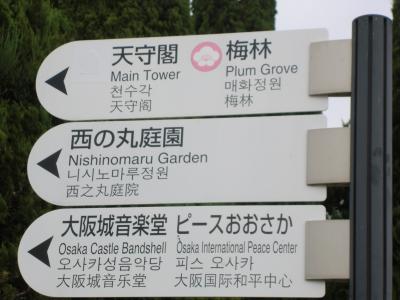 天守閣 梅林
Main Tower Plum Grove
천수각 매화정원
天守阁 梅林
西の丸庭園
Nishinomaru Garden
니시노마루정원
西之丸庭院
大阪城音楽堂 ピースおおさか
Osaka Castle Bandshell Osaka International Peace Center
오사카성음악당 피스 오사카
大阪城音乐堂 大阪国际和平中心